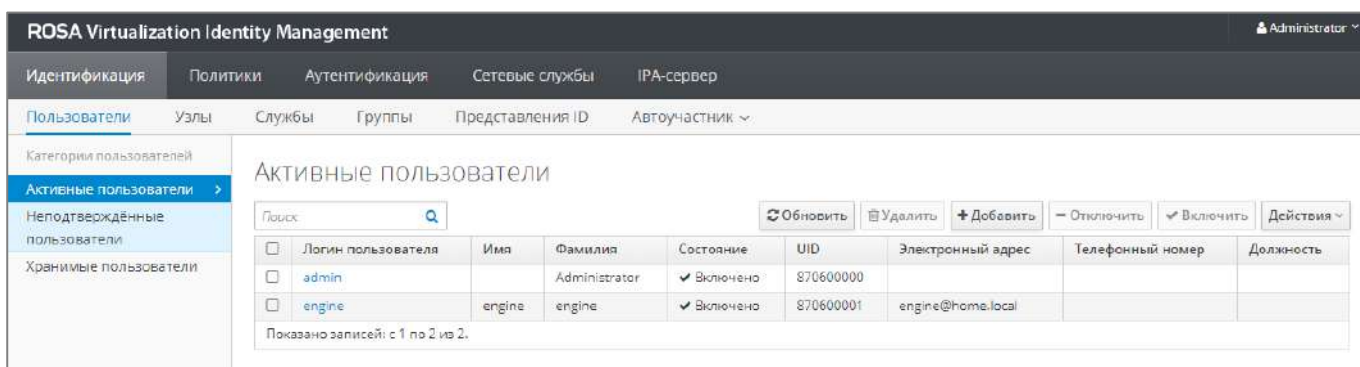 ROSA Virtualization Identity Management
Administrator
Идентификация Политики Аутентификация Сетевые службы IPA-сервер
Пользователи Узлы Службы Группы Представления ID Автоучастник
Категории пользователей
Активные пользователи
Неподтверждённые
пользователи
Хранимые пользователи
Активные пользователи
Поиск
Обновить Удалить Добавить Отключить Включить Действия
Логин пользователя Имя Фамилия Состояние UID Электронный адрес Телефонный номер Должность
admin Administrator Включено 870600000
engine engine engine Включено 870600001 engine@home.local
Показано записей: с 1 по 2 из 2.